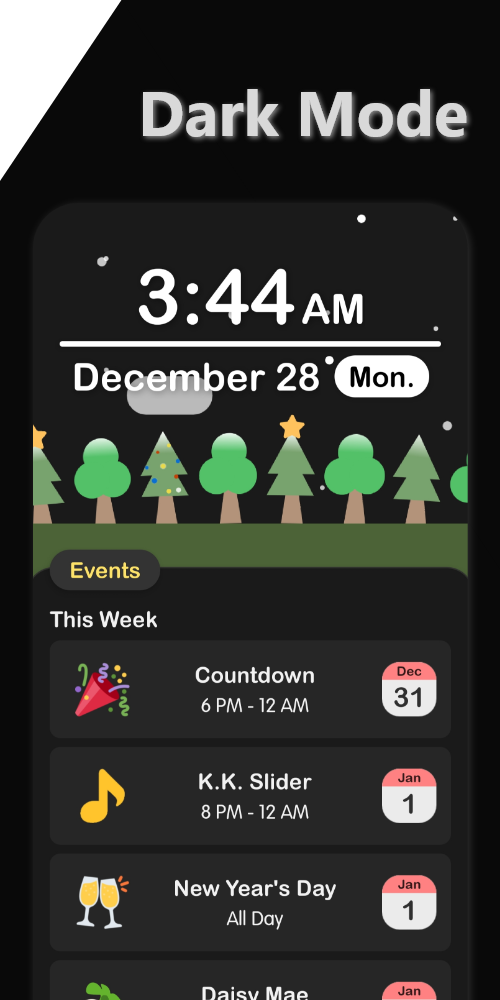 Dark Mode
3:44 AM
December 28 Mon.
Events
This Week
Countdown
6 PM - 12 AM
Dec
31
K.K. Slider
8 PM - 12 AM
Jan
1
New Year's Day
All Day
Jan
1
Daisy Mae
Jan